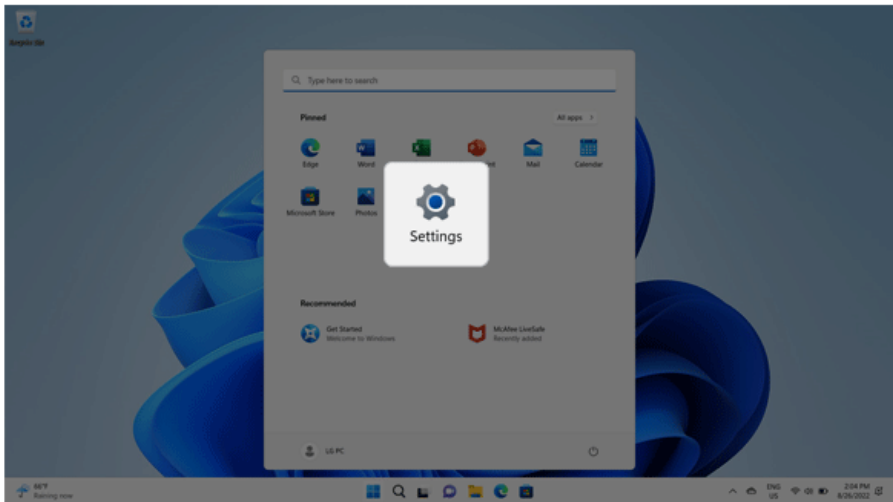 Recycle Bin
Type here to search
Pinned
All apps >
Edge
Word
Mail
Calendar
Microsoft Store
Photos
Settings
Recommended
Get Started
Welcome to Windows
McAfee LiveSafe
Recently added
LG PC
66°F
Raining now
ENG
US
2:04 PM
8/26/2022